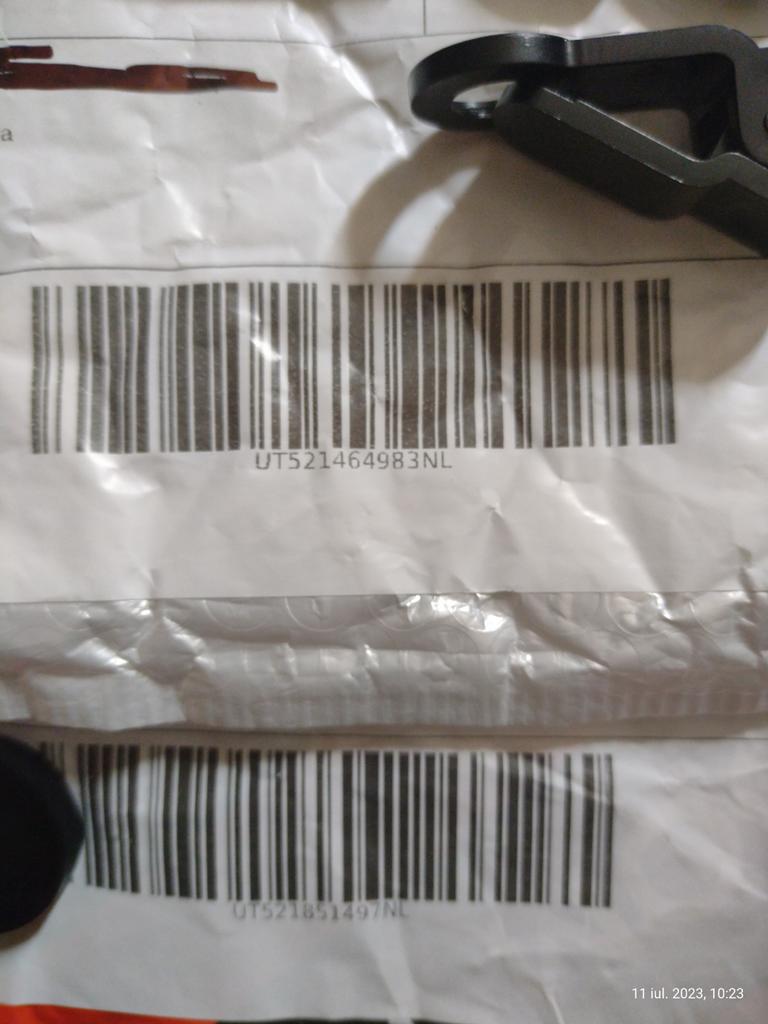 a
UT521464983NL
UT521851497NL
11 iul. 2023, 10:23